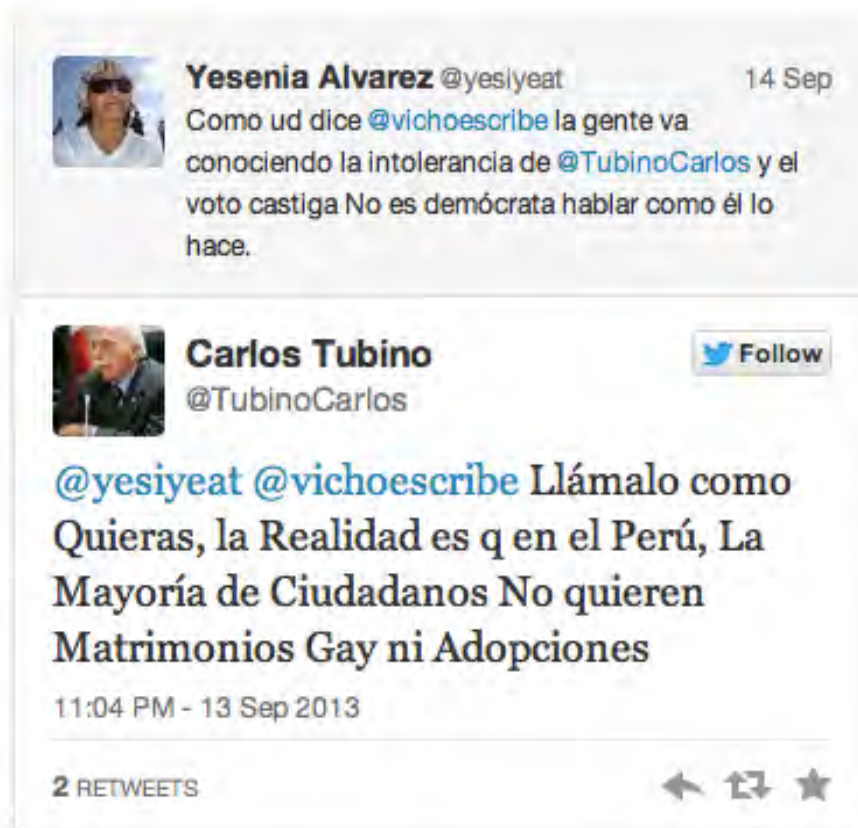 Yesenia Alvarez @yesiyeat 14 Sep
Como ud dice @vichoescribe la gente va
conociendo la intolerancia de @TubinoCarlos y el
voto castiga No es demócrata hablar como él lo
hace.
Carlos Tubino
Follow
@TubinoCarlos
@yesiyeat @vichoescribe Llámalo como
Quieras, la Realidad es q en el Perú, La
Mayoría de Ciudadanos No quieren
Matrimonios Gay ni Adopciones
11:04 PM - 13 Sep 2013
2 RETWEETS